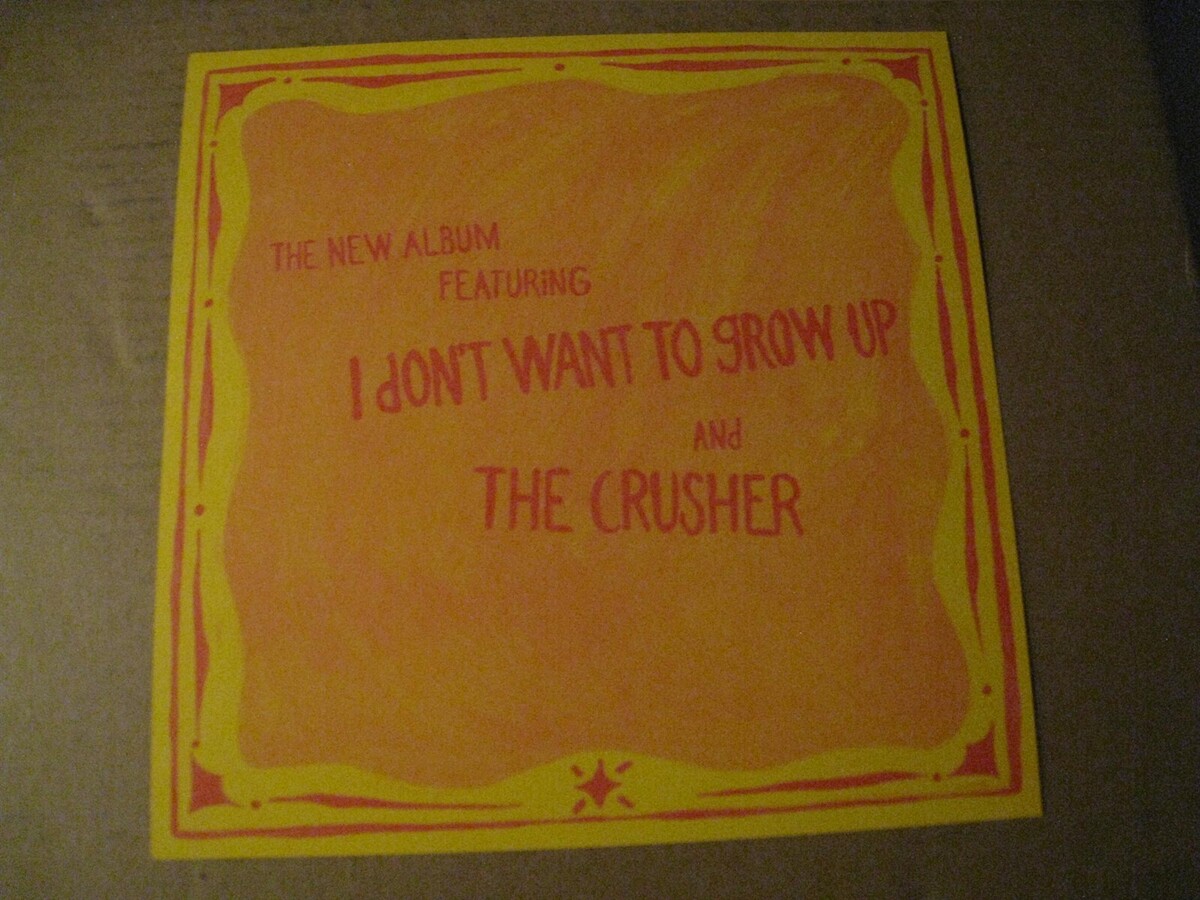 THE NEW ALBUM
FEATURiNG
I dON'T WANT TO gROW UP
ANd
THE CRUSHER